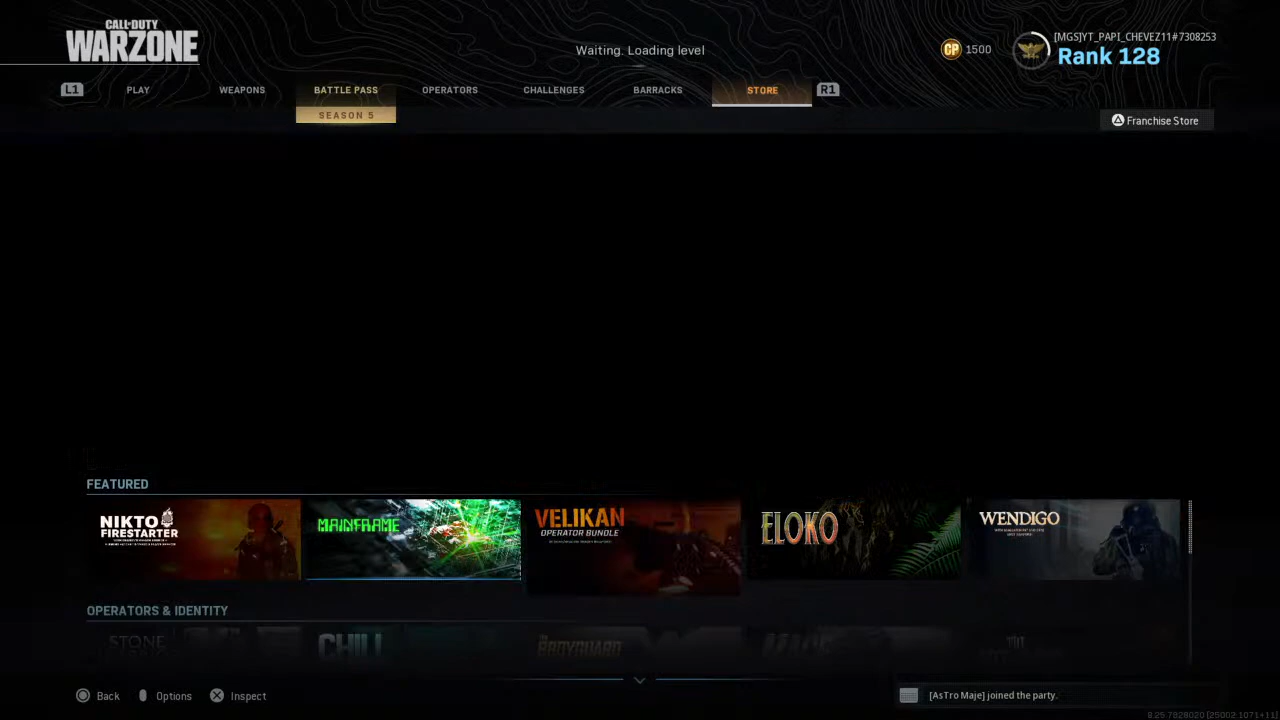 CALL OF DUTY
WARZONE
Waiting. Loading level
CP 1500
[MGS]YT_PAPI_CHEVEZ11#7308253
Rank 128
L1 PLAY WEAPONS BATTLE PASS OPERATORS CHALLENGES BARRACKS STORE R1
SEASON 5
Franchise Store
FEATURED
NIKTO
FIRESTARTER
MAINFRAME
VELIKAN
OPERATOR BUNDLE
ELOKO
WENDIGO
OPERATORS & IDENTITY
STONE
CHILL
BODYGUARD
Back Options Inspect
[AsTro Maje] joined the party.